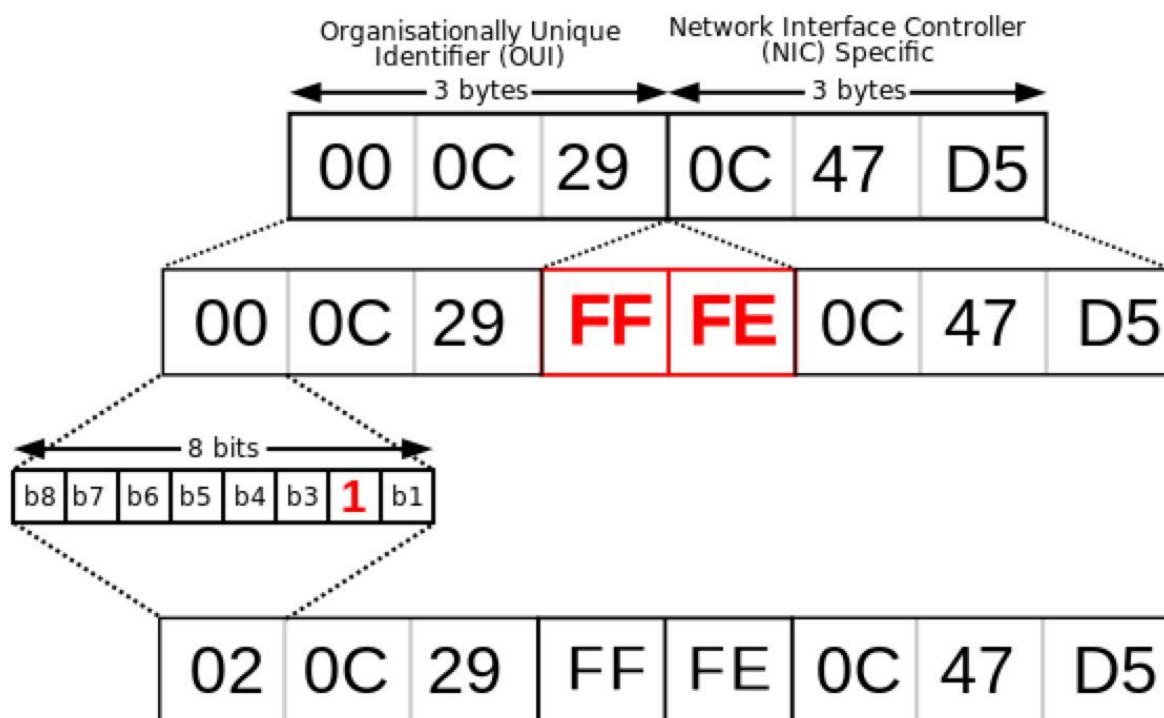 Organisationally Unique
Identifier (OUI)
Network Interface Controller
(NIC) Specific
3 bytes
3 bytes
00 0C 29 0C 47 D5
00 0C 29 FF FE 0C 47 D5
8 bits
b8 b7 b6 b5 b4 b3 1 b1
02 0C 29 FF FE 0C 47 D5